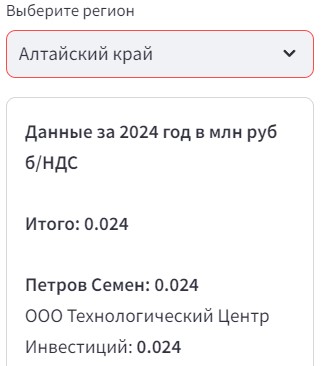 Выберите регион
Алтайский край
Данные за 2024 год в млн руб
б/НДС
Итого: 0.024
Петров Семен: 0.024
ООО Технологический Центр
Инвестиций: 0.024